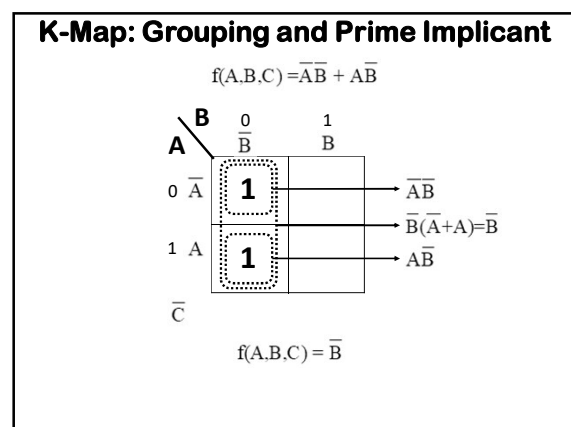 K-Map: Grouping and Prime Implicant
f(A,B,C) =A̅B̅ + AB̅
B 0 1
A B̅ B
0 A̅ 1 A̅B̅
B̅(A̅+A)=B̅
1 A 1 AB̅
C̅
f(A,B,C) = B̅